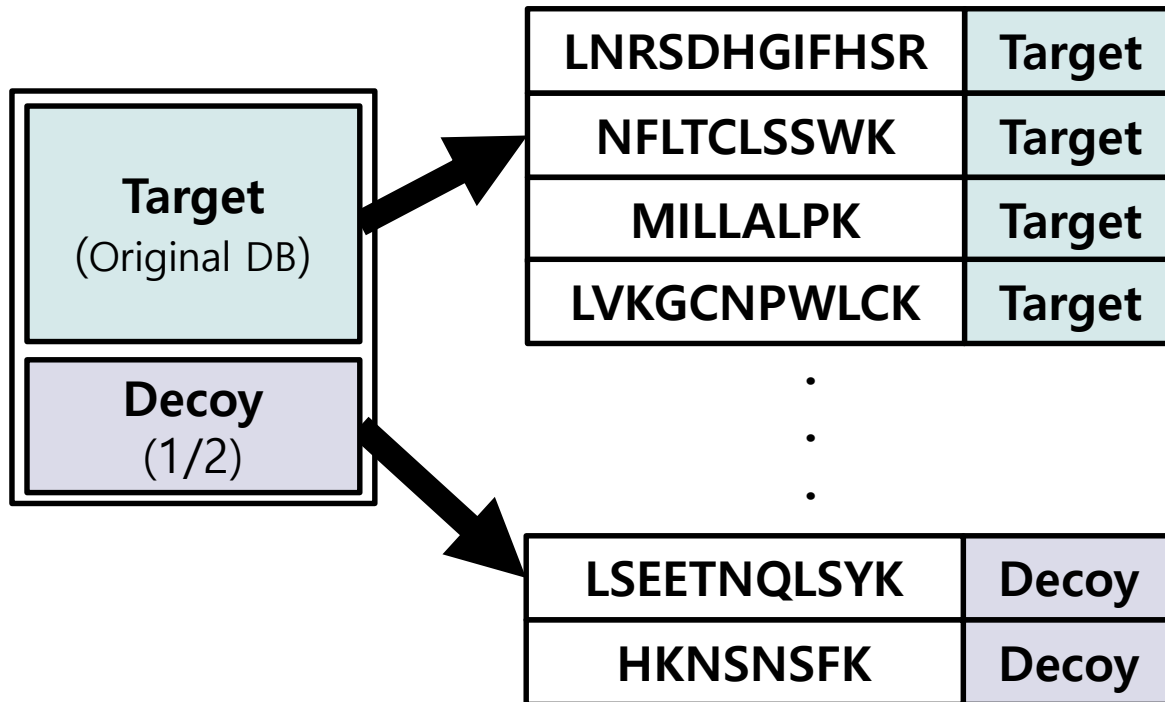 Target
(Original DB)
Decoy
(1/2)
LNRSDHGIFHSR Target
NFLTCLSSWK Target
MILLALPK Target
LVKGCNPWLCK Target
.
.
.
LSEETNQLSYK Decoy
HKNSNSFK Decoy